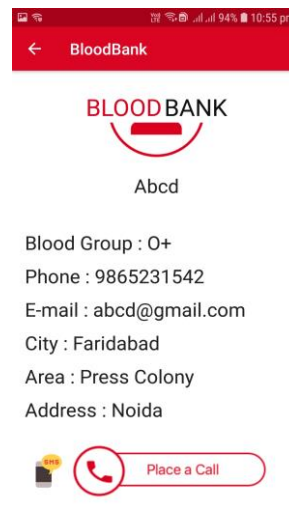 94% 10:55 pm
BloodBank
BLOOD BANK
Abcd
Blood Group : O+
Phone : 9865231542
E-mail : abcd@gmail.com
City : Faridabad
Area : Press Colony
Address : Noida
SMS
Place a Call